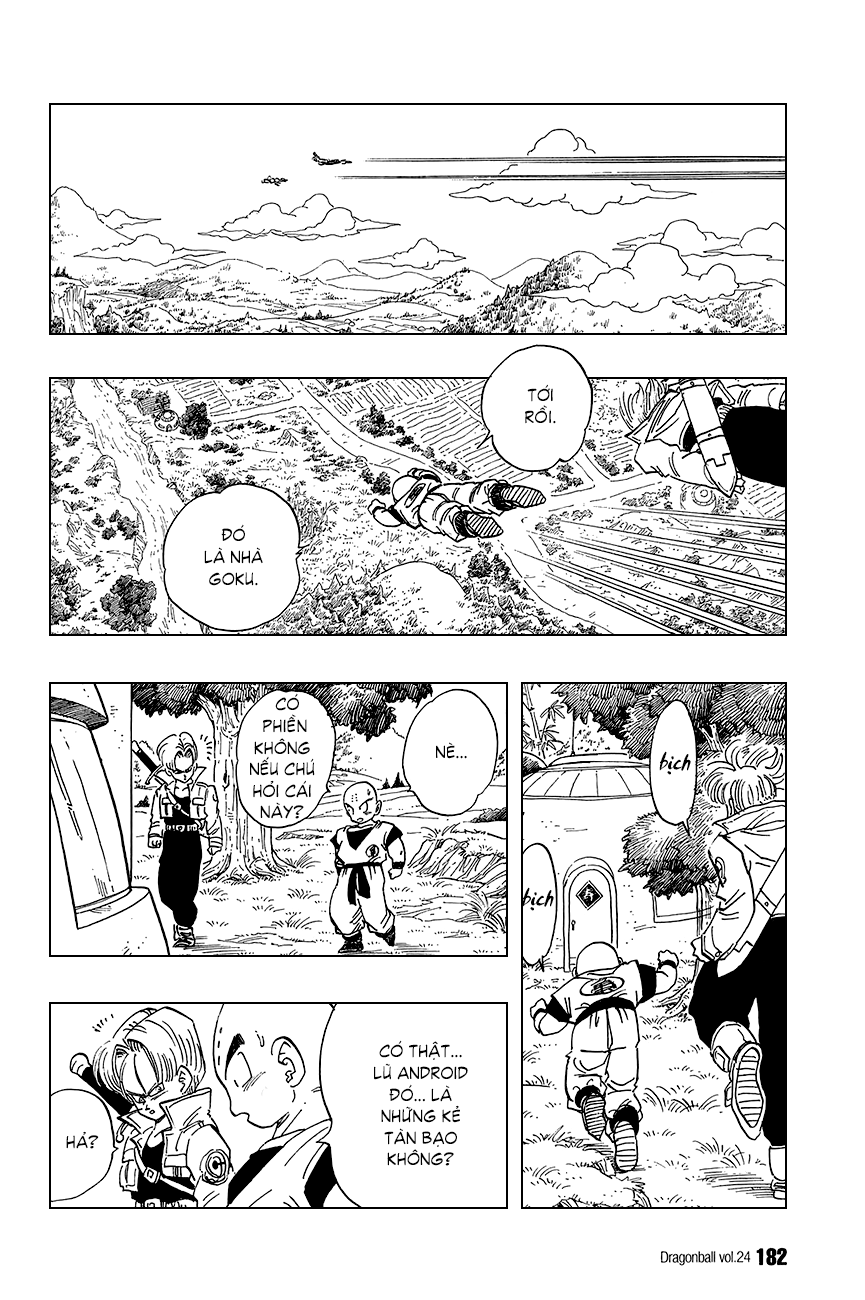 TỚI
RỒI.
ĐÓ
LÀ NHÀ
GOKU.
bịch
bịch
NÈ...
CÓ
PHIỀN
KHÔNG
NẾU CHÚ
HỎI CÁI
NÀY?
CÓ THẬT...
LŨ ANDROID
ĐÓ... LÀ
NHỮNG KẺ
TÀN BẠO
KHÔNG?
HẢ?
Dragonball vol.24 182